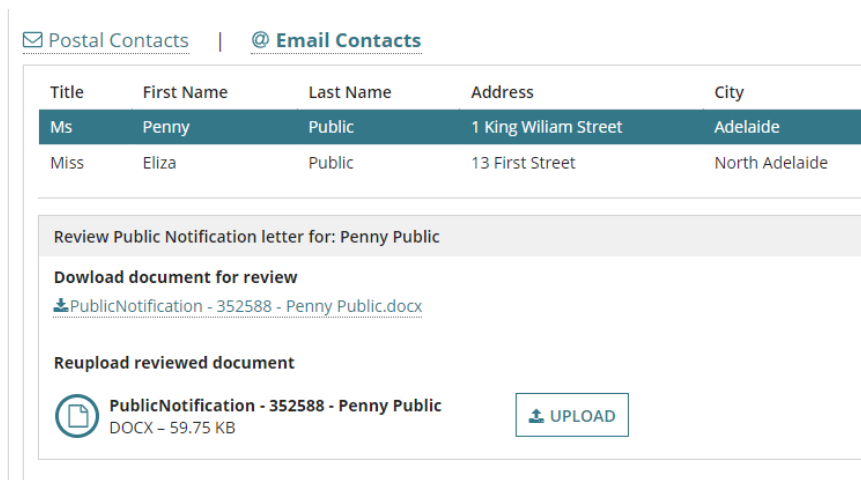 Postal Contacts | @ Email Contacts
Title First Name Last Name Address City
Ms Penny Public 1 King Wiliam Street Adelaide
Miss Eliza Public 13 First Street North Adelaide
Review Public Notification letter for: Penny Public
Dowload document for review
PublicNotification - 352588 - Penny Public.docx
Reupload reviewed document
PublicNotification - 352588 - Penny Public
DOCX – 59.75 KB
UPLOAD